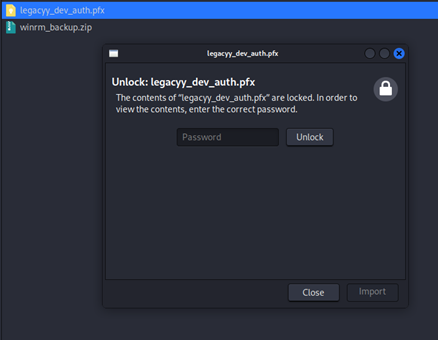 legacyy_dev_auth.pfx
winrm_backup.zip
legacyy_dev_auth.pfx
Unlock: legacyy_dev_auth.pfx
The contents of "legacyy_dev_auth.pfx" are locked. In order to
view the contents, enter the correct password.
Password
Unlock
Close
Import